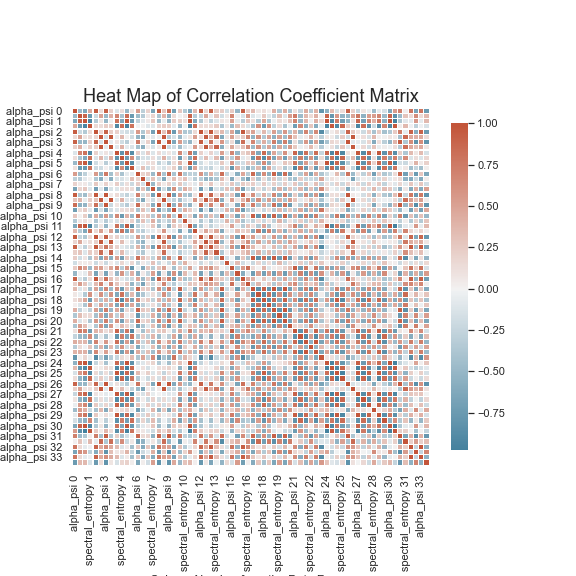 Heat Map of Correlation Coefficient Matrix
alpha_psi 0
alpha_psi 1
alpha_psi 2
alpha_psi 3
alpha_psi 4
alpha_psi 5
alpha_psi 6
alpha_psi 7
alpha_psi 8
alpha_psi 9
alpha_psi 10
alpha_psi 11
alpha_psi 12
alpha_psi 13
alpha_psi 14
alpha_psi 15
alpha_psi 16
alpha_psi 17
alpha_psi 18
alpha_psi 19
alpha_psi 20
alpha_psi 21
alpha_psi 22
alpha_psi 23
alpha_psi 24
alpha_psi 25
alpha_psi 26
alpha_psi 27
alpha_psi 28
alpha_psi 29
alpha_psi 30
alpha_psi 31
alpha_psi 32
alpha_psi 33
alpha_psi 0
spectral_entropy 1
alpha_psi 3
spectral_entropy 4
alpha_psi 6
spectral_entropy 7
alpha_psi 9
spectral_entropy 10
alpha_psi 12
spectral_entropy 13
alpha_psi 15
spectral_entropy 16
alpha_psi 18
spectral_entropy 19
alpha_psi 21
spectral_entropy 22
alpha_psi 24
spectral_entropy 25
alpha_psi 27
spectral_entropy 28
alpha_psi 30
spectral_entropy 31
alpha_psi 33
1.00
0.75
0.50
0.25
0.00
−0.25
−0.50
−0.75